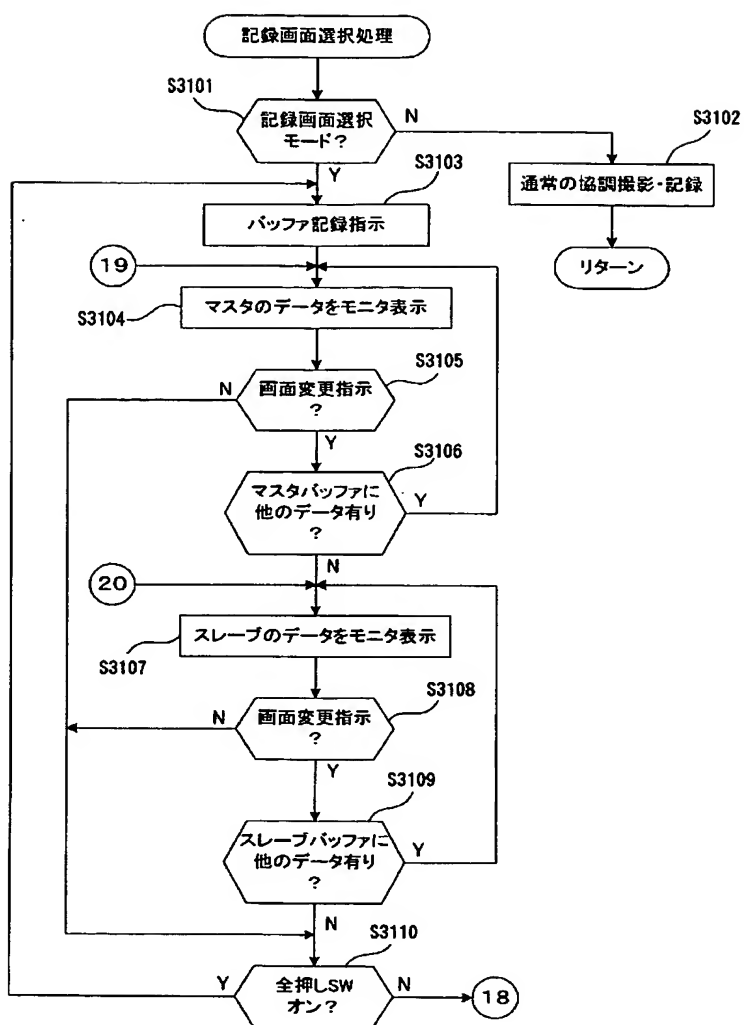 記録画面選択処理
S3101
記録画面選択
モード?
N
S3102
通常の協調撮影・記録
リターン
Y
S3103
バッファ記録指示
19
マスタのデータをモニタ表示
S3104
S3105
画面変更指示
?
N
Y
S3106
マスタバッファに
他のデータ有り
?
Y
N
20
スレーブのデータをモニタ表示
S3107
S3108
画面変更指示
?
N
Y
S3109
スレーブバッファに
他のデータ有り
?
Y
N
S3110
全押しSW
オン?
Y
N
18